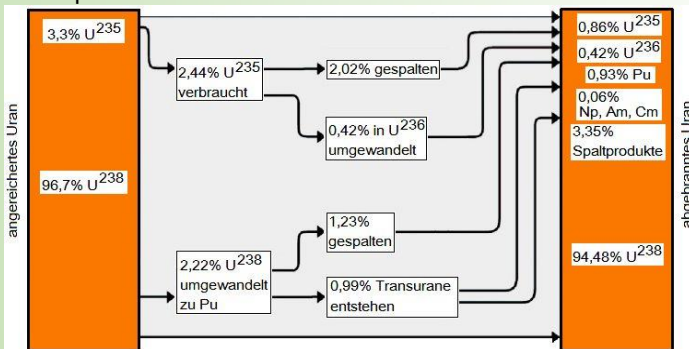 angereichertes Uran
3,3% U235
96,7% U238
2,44% U235
verbraucht
2,22% U238
umgewandelt
zu Pu
2,02% gespalten
0,42% in U236
umgewandelt
1,23%
gespalten
0,99% Transurane
entstehen
0,86% U235
0,42% U236
0,93% Pu
0,06%
Np, Am, Cm
3,35%
Spaltprodukte
94,48% U238
abgebranntes Uran